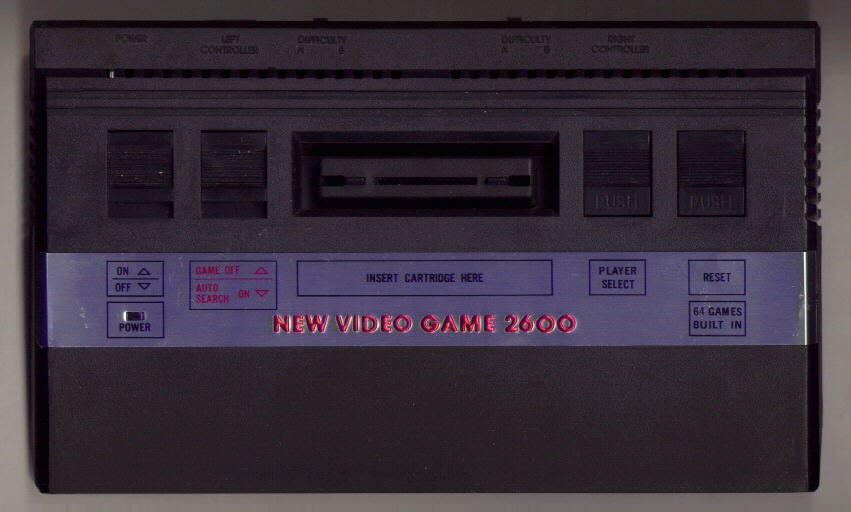 POWER
LEFT
CONTROLLER
DIFFICULTY
A B
DIFFICULTY
A B
RIGHT
CONTROLLER
PUSH
PUSH
ON
OFF
POWER
GAME OFF
AUTO
SEARCH ON
INSERT CARTRIDGE HERE
PLAYER
SELECT
RESET
64 GAMES
BUILT IN
NEW VIDEO GAME 2600